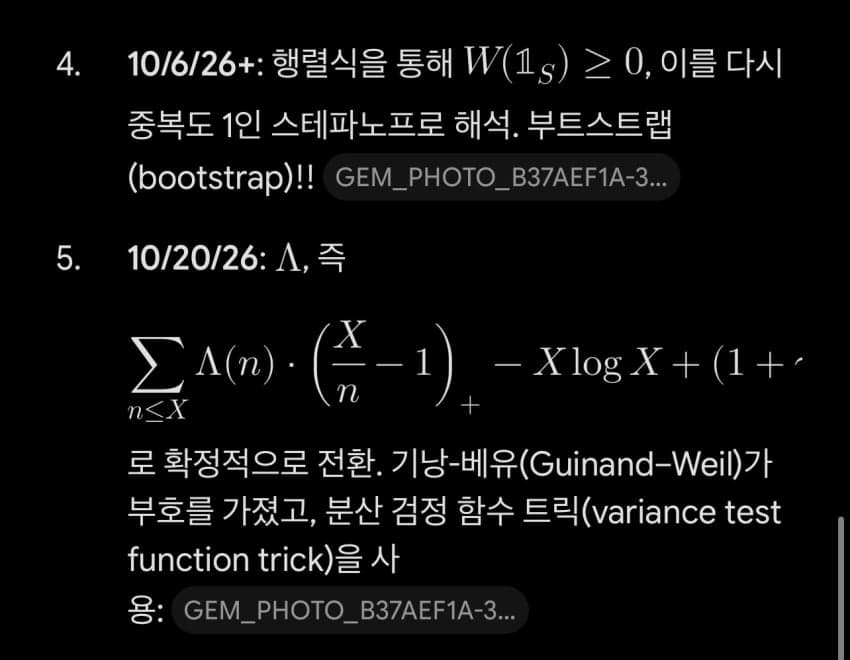 4. 10/6/26+: 행렬식을 통해 W(𝟙_S) ≥ 0, 이를 다시
중복도 1인 스테파노프로 해석. 부트스트랩
(bootstrap)!! GEM_PHOTO_B37AEF1A-3...
5. 10/20/26: Λ, 즉
∑_{n≤X} Λ(n) · (X/n − 1)_+ − X log X + (1 +
로 확정적으로 전환. 기낭-베유(Guinand–Weil)가
부호를 가졌고, 분산 검정 함수 트릭(variance test
function trick)을 사
용: GEM_PHOTO_B37AEF1A-3...